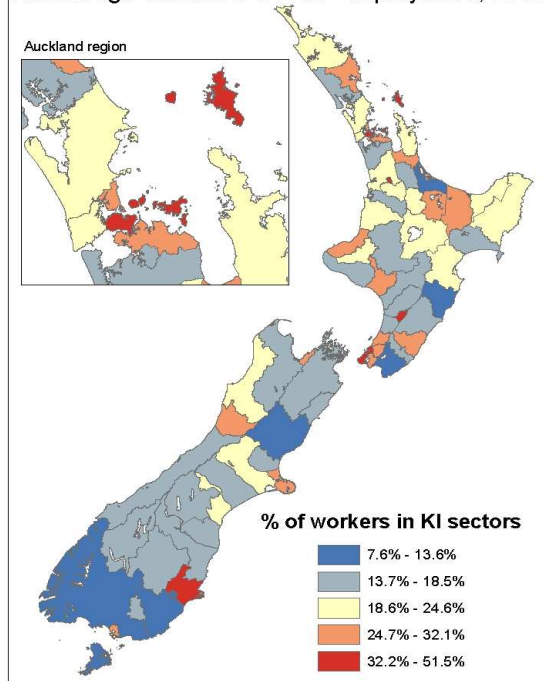 Auckland region
% of workers in KI sectors
7.6% - 13.6%
13.7% - 18.5%
18.6% - 24.6%
24.7% - 32.1%
32.2% - 51.5%